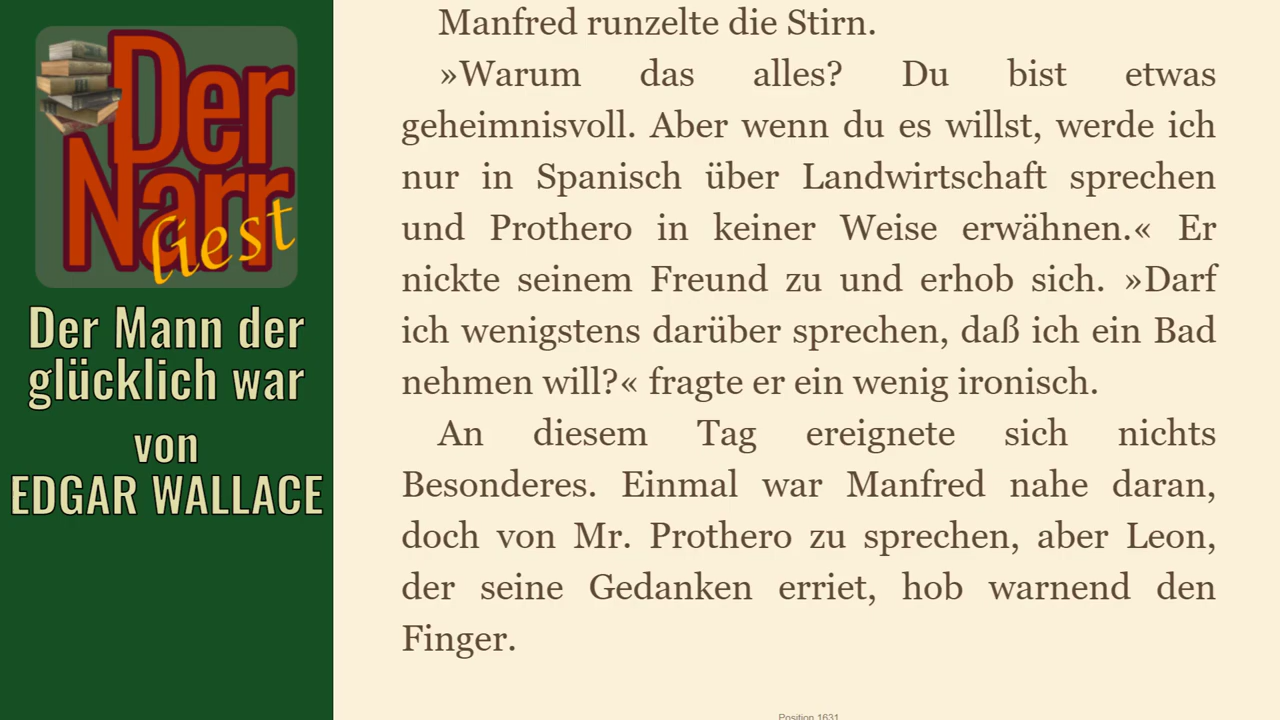 Der
Narr
liest
Der Mann der
glücklich war
von
EDGAR WALLACE
Manfred runzelte die Stirn.
»Warum das alles? Du bist etwas
geheimnisvoll. Aber wenn du es willst, werde ich
nur in Spanisch über Landwirtschaft sprechen
und Prothero in keiner Weise erwähnen.« Er
nickte seinem Freund zu und erhob sich. »Darf
ich wenigstens darüber sprechen, daß ich ein Bad
nehmen will?« fragte er ein wenig ironisch.
An diesem Tag ereignete sich nichts
Besonderes. Einmal war Manfred nahe daran,
doch von Mr. Prothero zu sprechen, aber Leon,
der seine Gedanken erriet, hob warnend den
Finger.
Position 1631